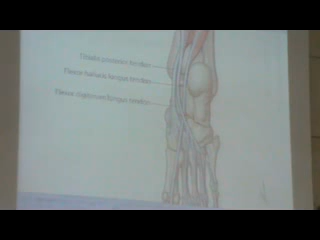 Tibialis posterior tendon
Flexor hallucis longus tendon
Flexor digitorum longus tendon